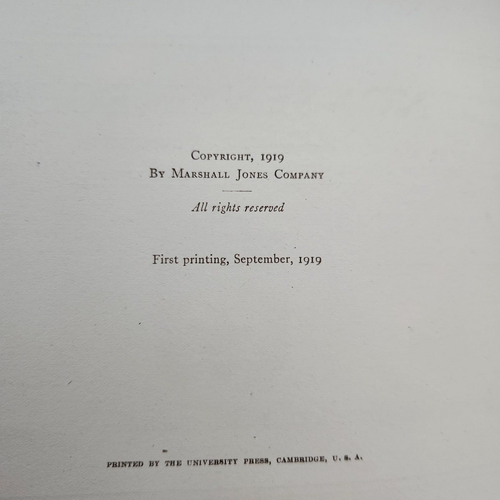 Copyright, 1919
By Marshall Jones Company
All rights reserved
First printing, September, 1919
PRINTED BY THE UNIVERSITY PRESS, CAMBRIDGE, U. S. A.